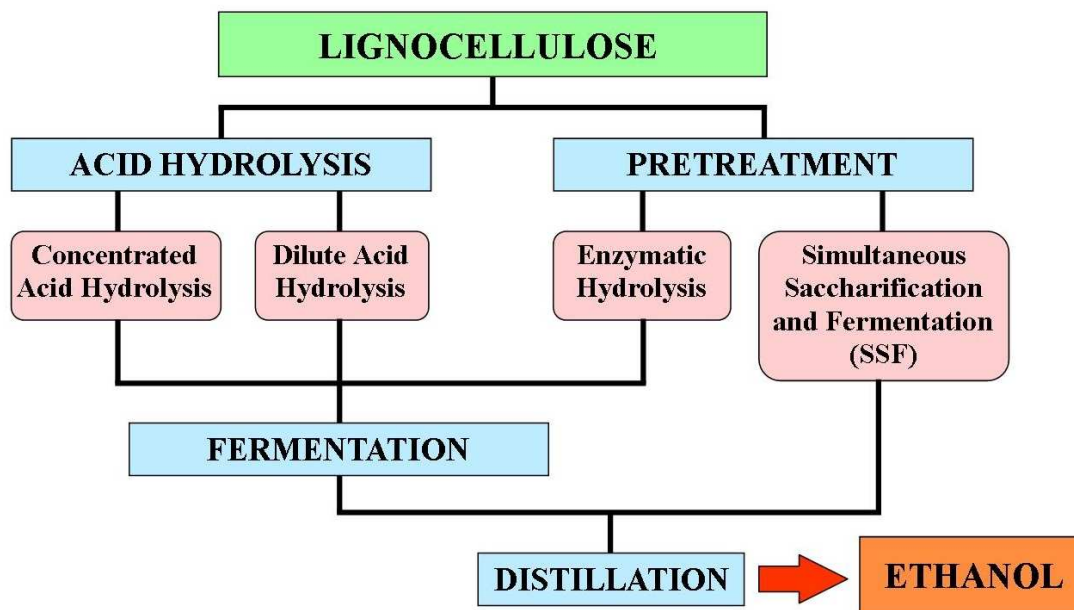 LIGNOCELLULOSE
ACID HYDROLYSIS
PRETREATMENT
Concentrated
Acid Hydrolysis
Dilute Acid
Hydrolysis
Enzymatic
Hydrolysis
Simultaneous
Saccharification
and Fermentation
(SSF)
FERMENTATION
DISTILLATION
ETHANOL